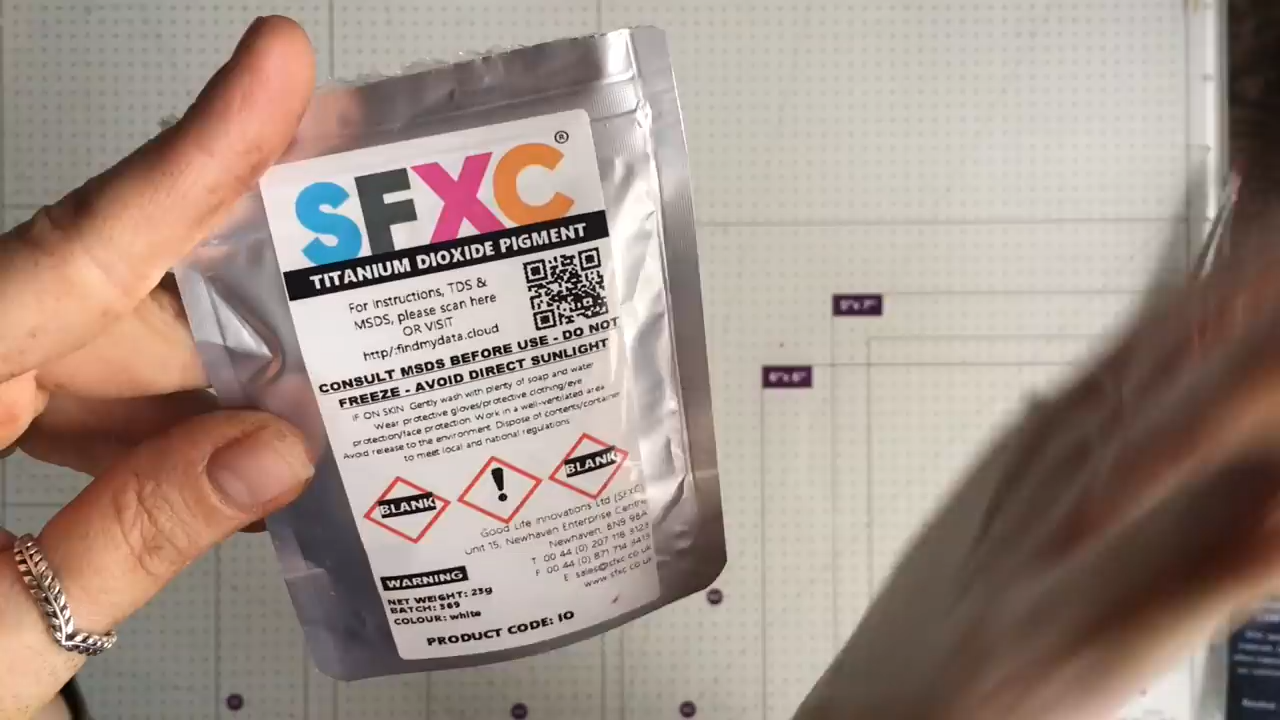 SFXC®
TITANIUM DIOXIDE PIGMENT
For instructions, TDS &
MSDS, please scan here
OR VISIT
http/:findmydata.cloud
CONSULT MSDS BEFORE USE - DO NOT
FREEZE - AVOID DIRECT SUNLIGHT
IF ON SKIN Gently wash with plenty of soap and water
Wear protective gloves/protective clothing/eye
protection/face protection. Work in a well-ventilated area
Avoid release to the environment. Dispose of contents/container
to meet local and national regulations
BLANK
!
BLANK
Good Life Innovations Ltd (SFXC)
Unit 15, Newhaven Enterprise Centre
Newhaven, BN9 9BA
T 00 44 (0) 207 118 3128
F 00 44 (0) 871 714 3413
E sales@sfxc.co.uk
www.sfxc.co.uk
WARNING
NET WEIGHT: 25g
BATCH: 569
COLOUR: white
PRODUCT CODE: IO
5"x 7"
6"x 6"